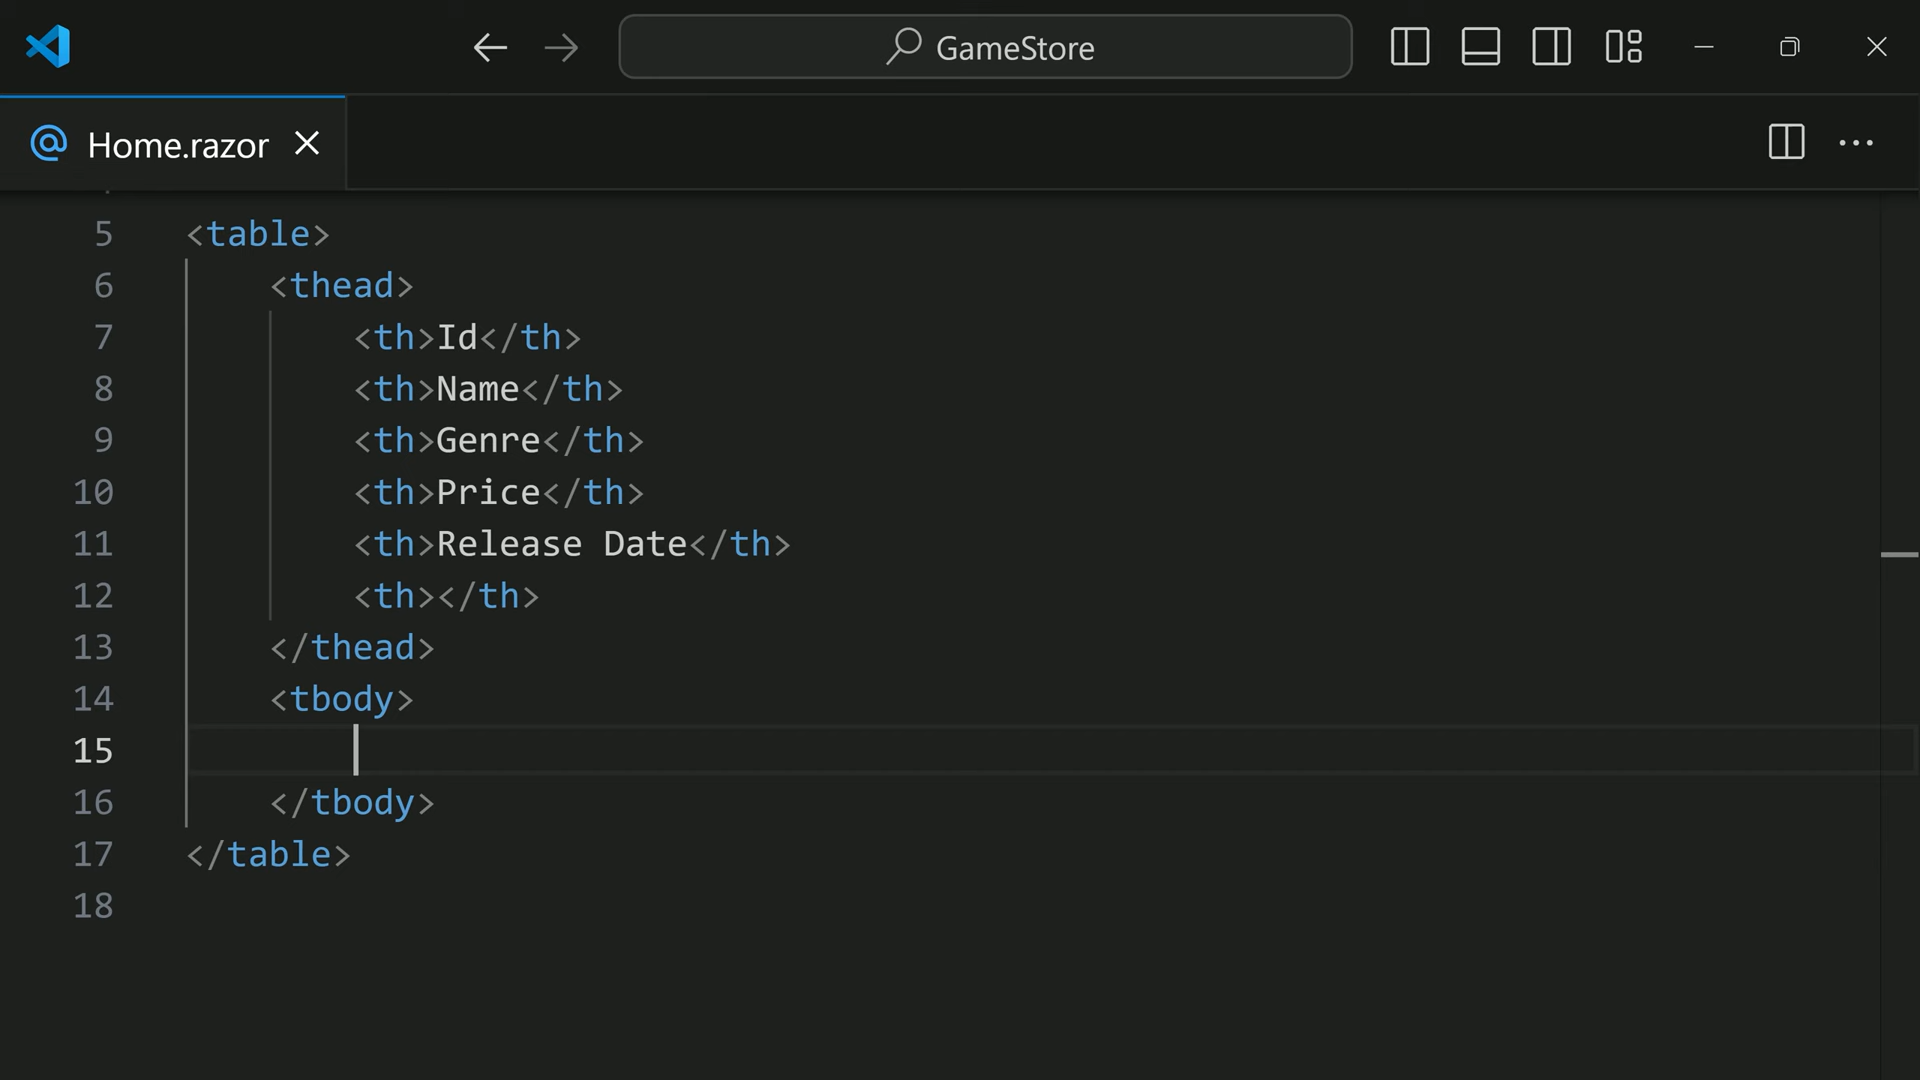 GameStore
Home.razor
5 <table>
6 <thead>
7 <th>Id</th>
8 <th>Name</th>
9 <th>Genre</th>
10 <th>Price</th>
11 <th>Release Date</th>
12 <th></th>
13 </thead>
14 <tbody>
15
16 </tbody>
17 </table>
18